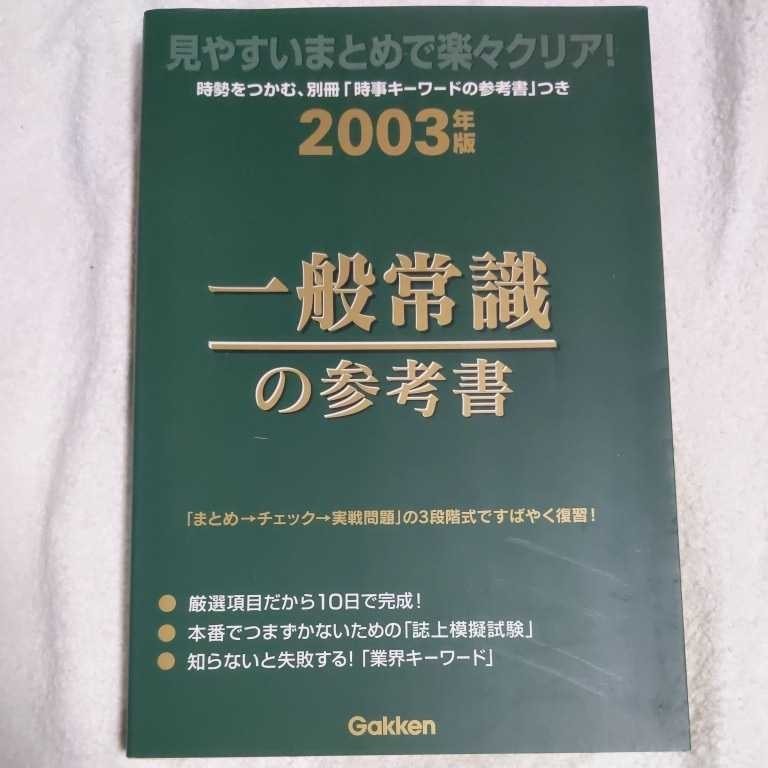 見やすいまとめで楽々クリア!
時勢をつかむ、別冊「時事キーワードの参考書」つき
2003年版
一般常識
の参考書
「まとめ→チェック→実戦問題」の3段階式ですばやく復習!
● 厳選項目だから10日で完成!
● 本番でつまずかないための「誌上模擬試験」
● 知らないと失敗する!「業界キーワード」
Gakken